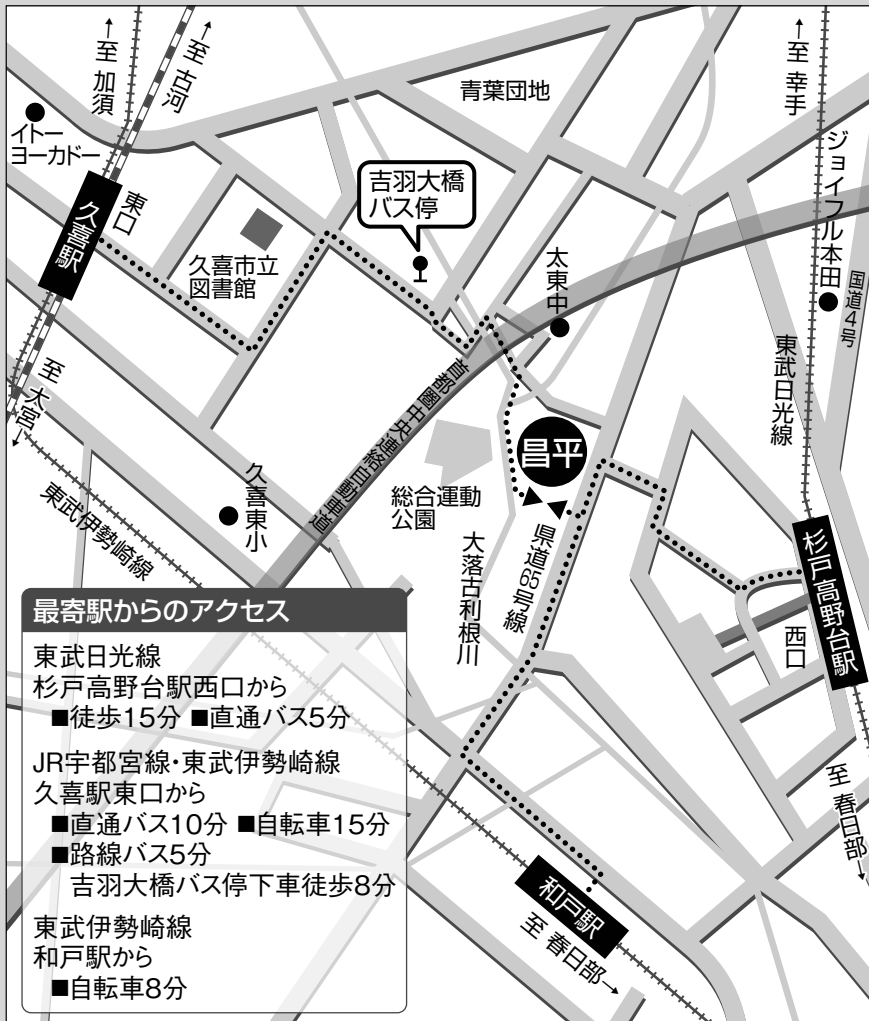 ←至 加須
←至 古河
青葉団地
←至 幸手
イトー
ヨーカドー
ジョイフル本田
吉羽大橋
バス停
東口
久喜駅
久喜市立
図書館
太東中
国道4号
東武日光線
至 大宮→
首都圏中央連絡自動車道
昌平
久喜東小
総合運動
公園
東武伊勢崎線
大落古利根川
県道65号線
杉戸高野台駅
西口
最寄駅からのアクセス
東武日光線
杉戸高野台駅西口から
■徒歩15分 ■直通バス5分
JR宇都宮線・東武伊勢崎線
久喜駅東口から
■直通バス10分 ■自転車15分
■路線バス5分
吉羽大橋バス停下車徒歩8分
東武伊勢崎線
和戸駅から
■自転車8分
至 春日部→
和戸駅
至 春日部→